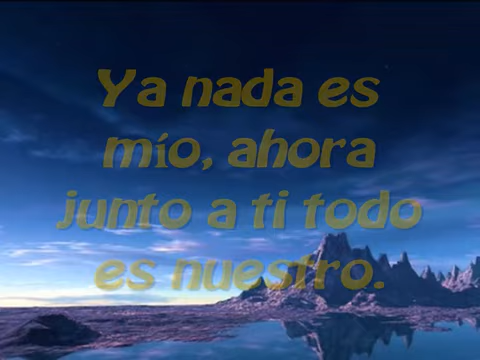 Ya nada es
mío, ahora
junto a ti todo
es nuestro.